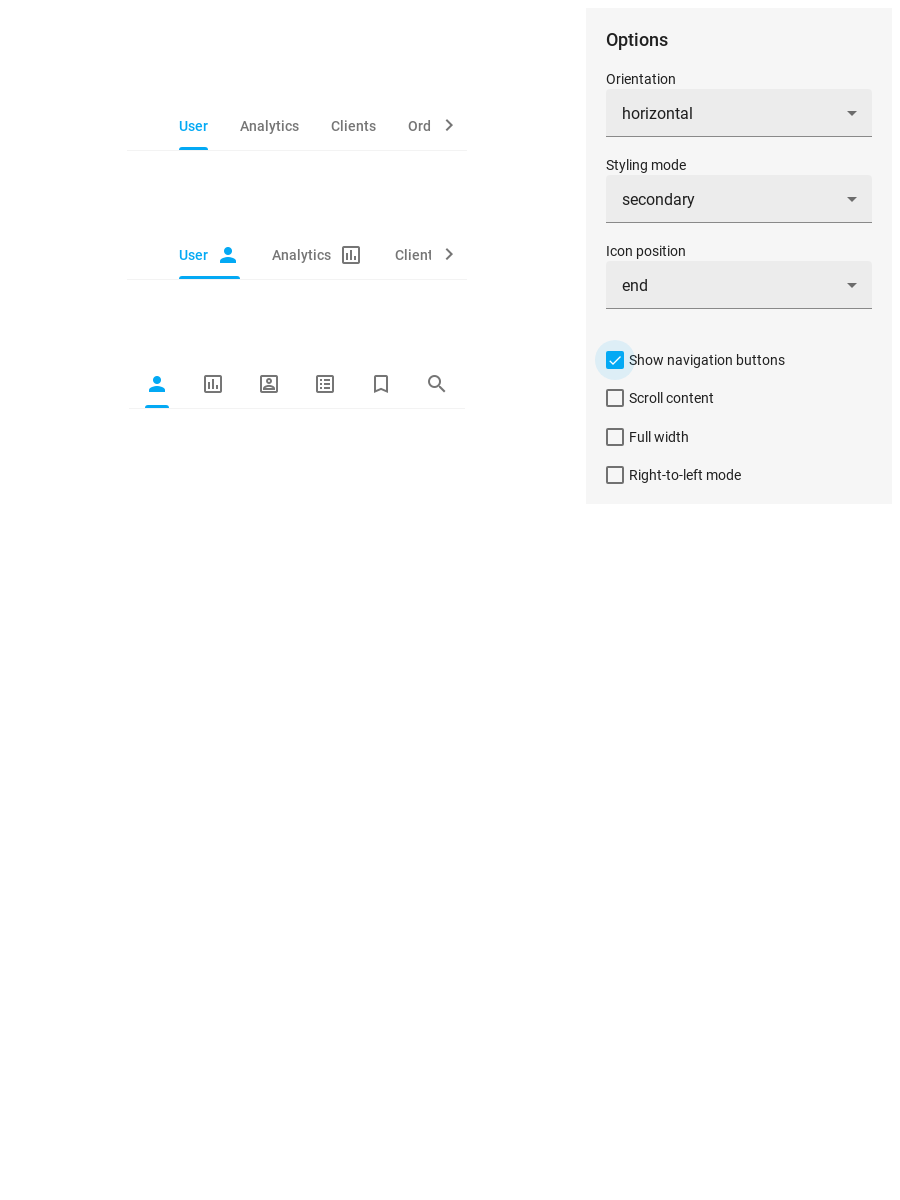 User Analytics Clients Ord
User Analytics Client
Options
Orientation
horizontal
Styling mode
secondary
Icon position
end
Show navigation buttons
Scroll content
Full width
Right-to-left mode